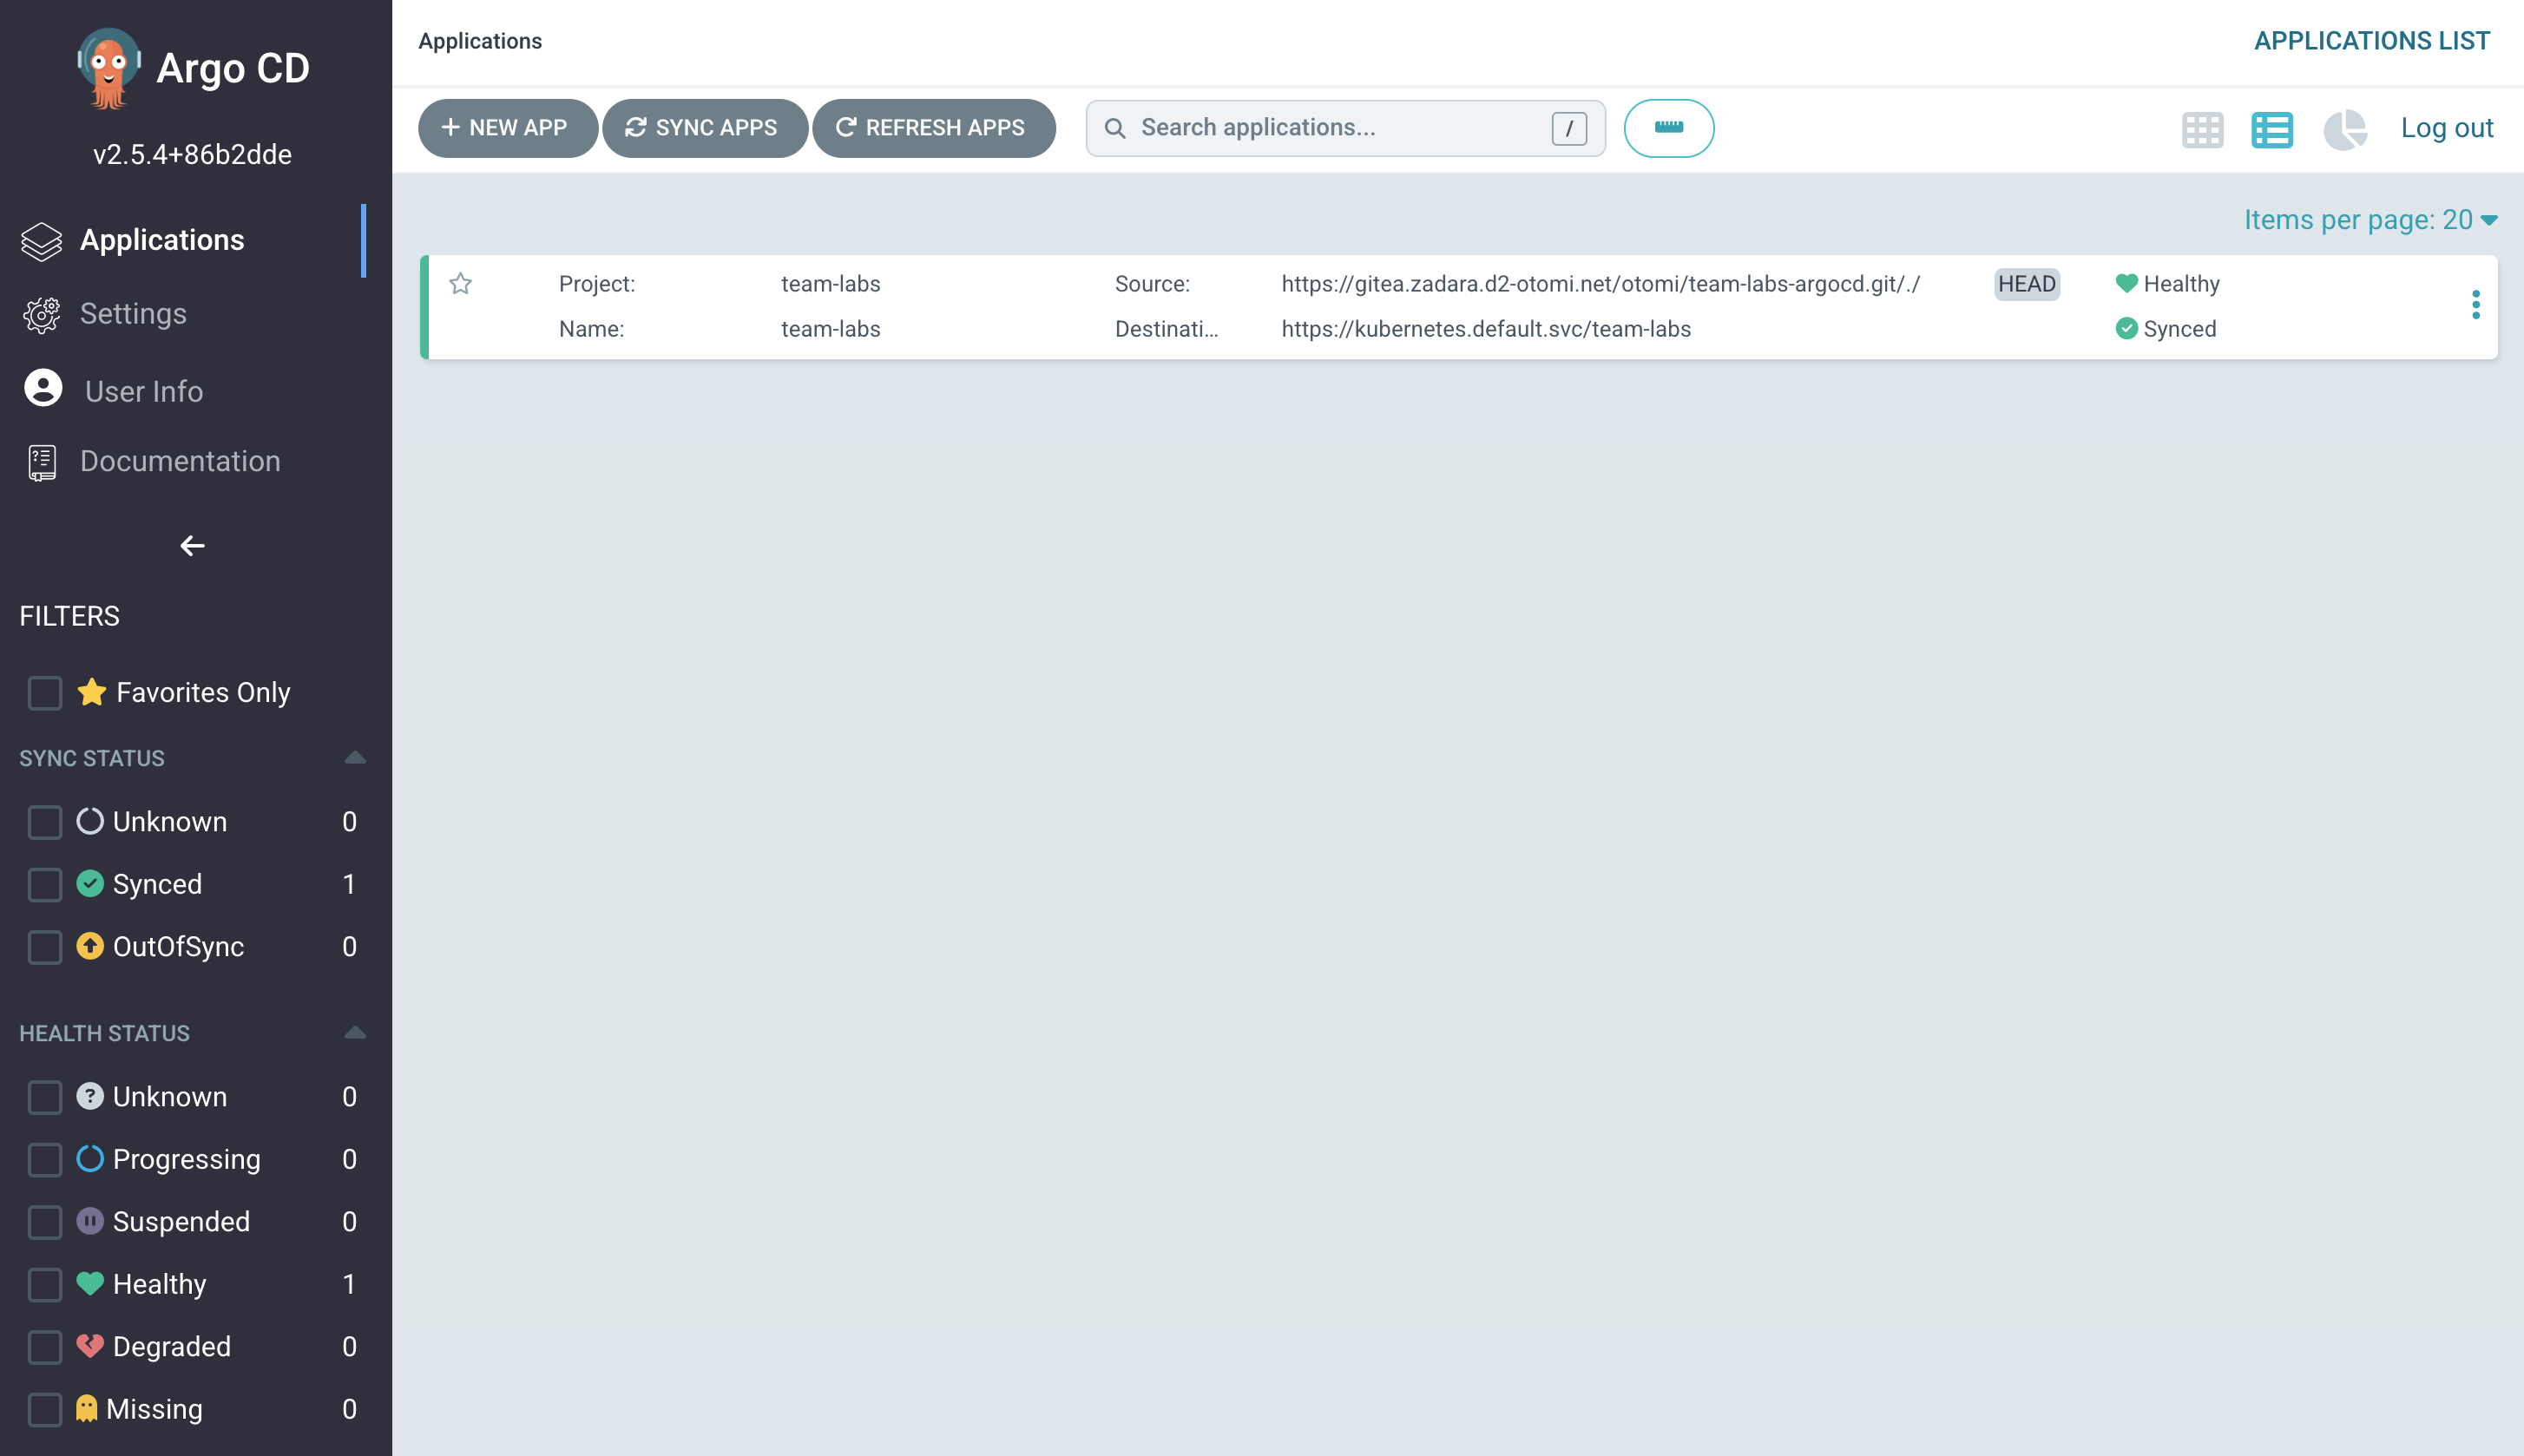 Argo CD
v2.5.4+86b2dde
Applications
Settings
User Info
Documentation
FILTERS
Favorites Only
SYNC STATUS
Unknown 0
Synced 1
OutOfSync 0
HEALTH STATUS
Unknown 0
Progressing 0
Suspended 0
Healthy 1
Degraded 0
Missing 0
Applications APPLICATIONS LIST
+ NEW APP SYNC APPS REFRESH APPS Search applications... / Log out
Items per page: 20
Project: team-labs Source: https://gitea.zadara.d2-otomi.net/otomi/team-labs-argocd.git/./ HEAD Healthy
Name: team-labs Destinati... https://kubernetes.default.svc/team-labs Synced